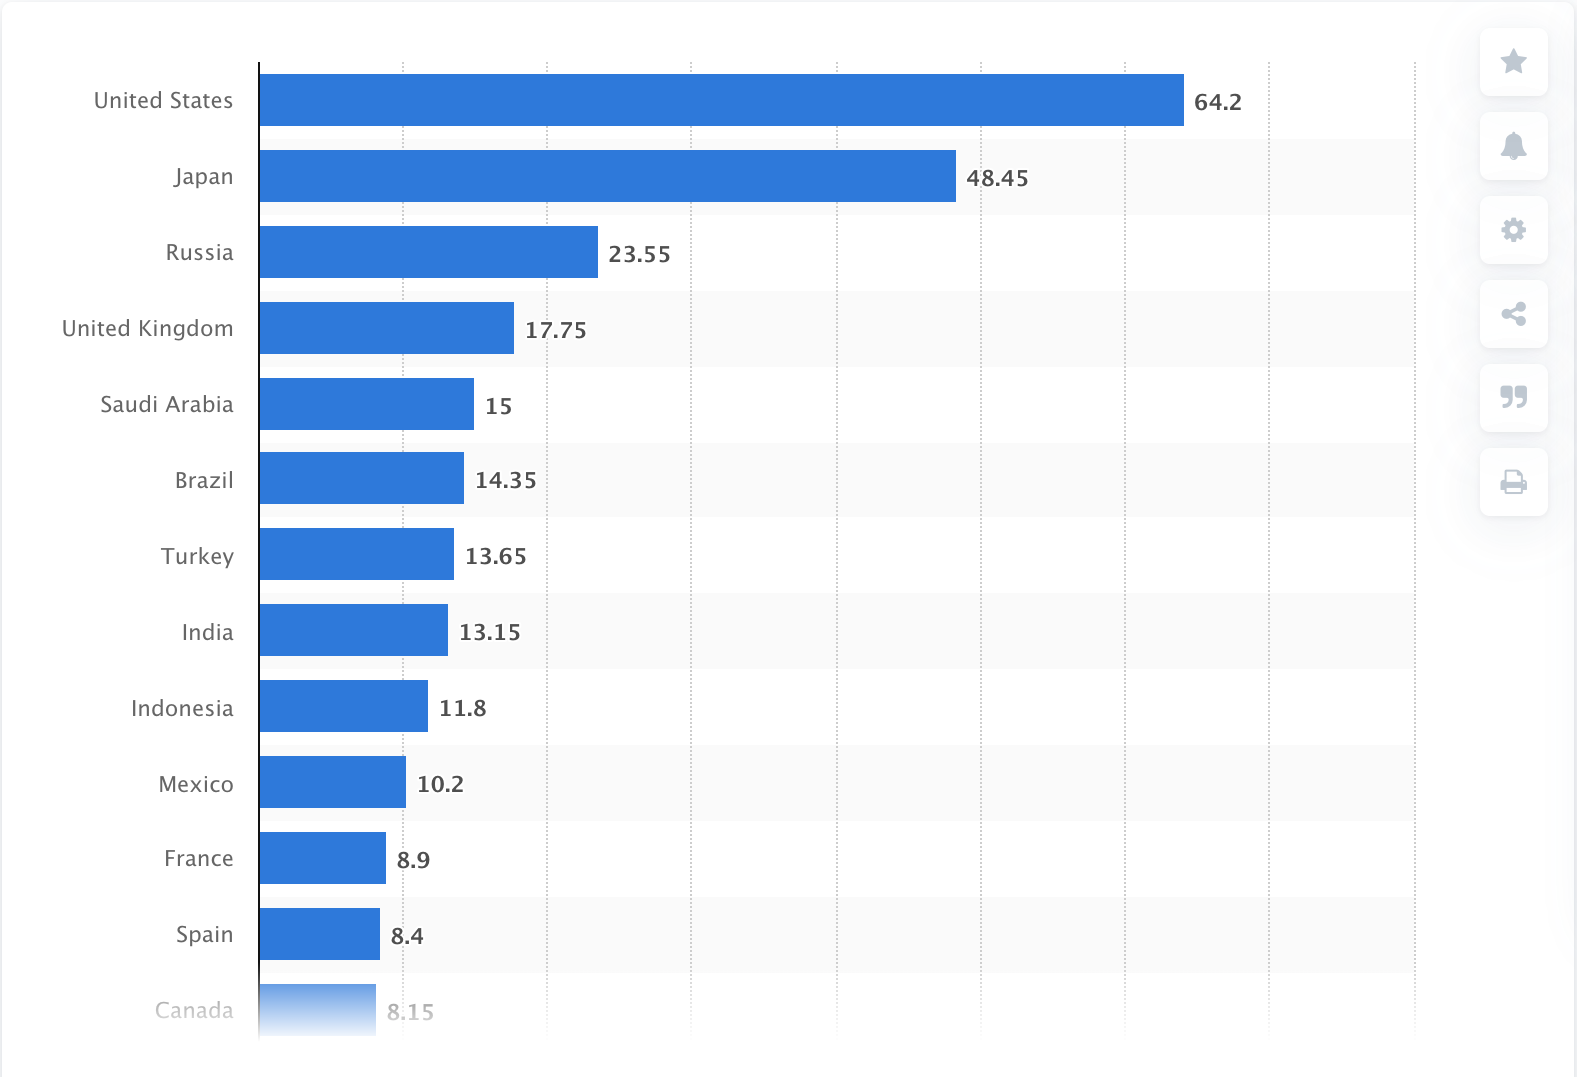 United States 64.2
Japan 48.45
Russia 23.55
United Kingdom 17.75
Saudi Arabia 15
Brazil 14.35
Turkey 13.65
India 13.15
Indonesia 11.8
Mexico 10.2
France 8.9
Spain 8.4
Canada 8.15